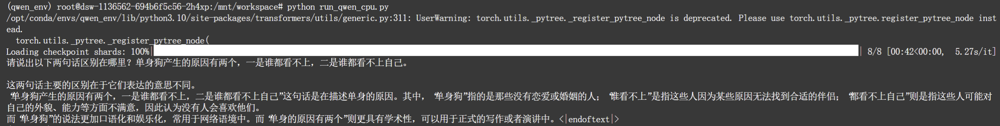 (qwen_env) root@dsw-1136562-694b6f5c56-2h4xp:/mnt/workspace# python run_qwen_cpu.py
/opt/conda/envs/qwen_env/lib/python3.10/site-packages/transformers/utils/generic.py:311: UserWarning: torch.utils._pytree._register_pytree_node is deprecated. Please use torch.utils._pytree.register_pytree_node inst
ead.
  torch.utils._pytree._register_pytree_node(
Loading checkpoint shards: 100%|| 8/8 [00:42<00:00,  5.27s/it]
请说出以下两句话区别在哪里？单身狗产生的原因有两个，一是谁都看不上，二是谁都看不上自己。
这两句话主要的区别在于它们表达的意思不同。
“单身狗产生的原因有两个，一是谁都看不上，二是谁都看不上自己”这句话是在描述单身的原因。其中，“单身狗”指的是那些没有恋爱或婚姻的人；“谁看不上”是指这些人因为某些原因无法找到合适的伴侣；“都看不上自己”则是指这些人可能对
自己的外貌、能力等方面不满意，因此认为没有人会喜欢他们。
而“单身狗”的说法更加口语化和娱乐化，常用于网络语境中。而“单身的原因有两个”则更具有学术性，可以用于正式的写作或者演讲中。<|endoftext|>